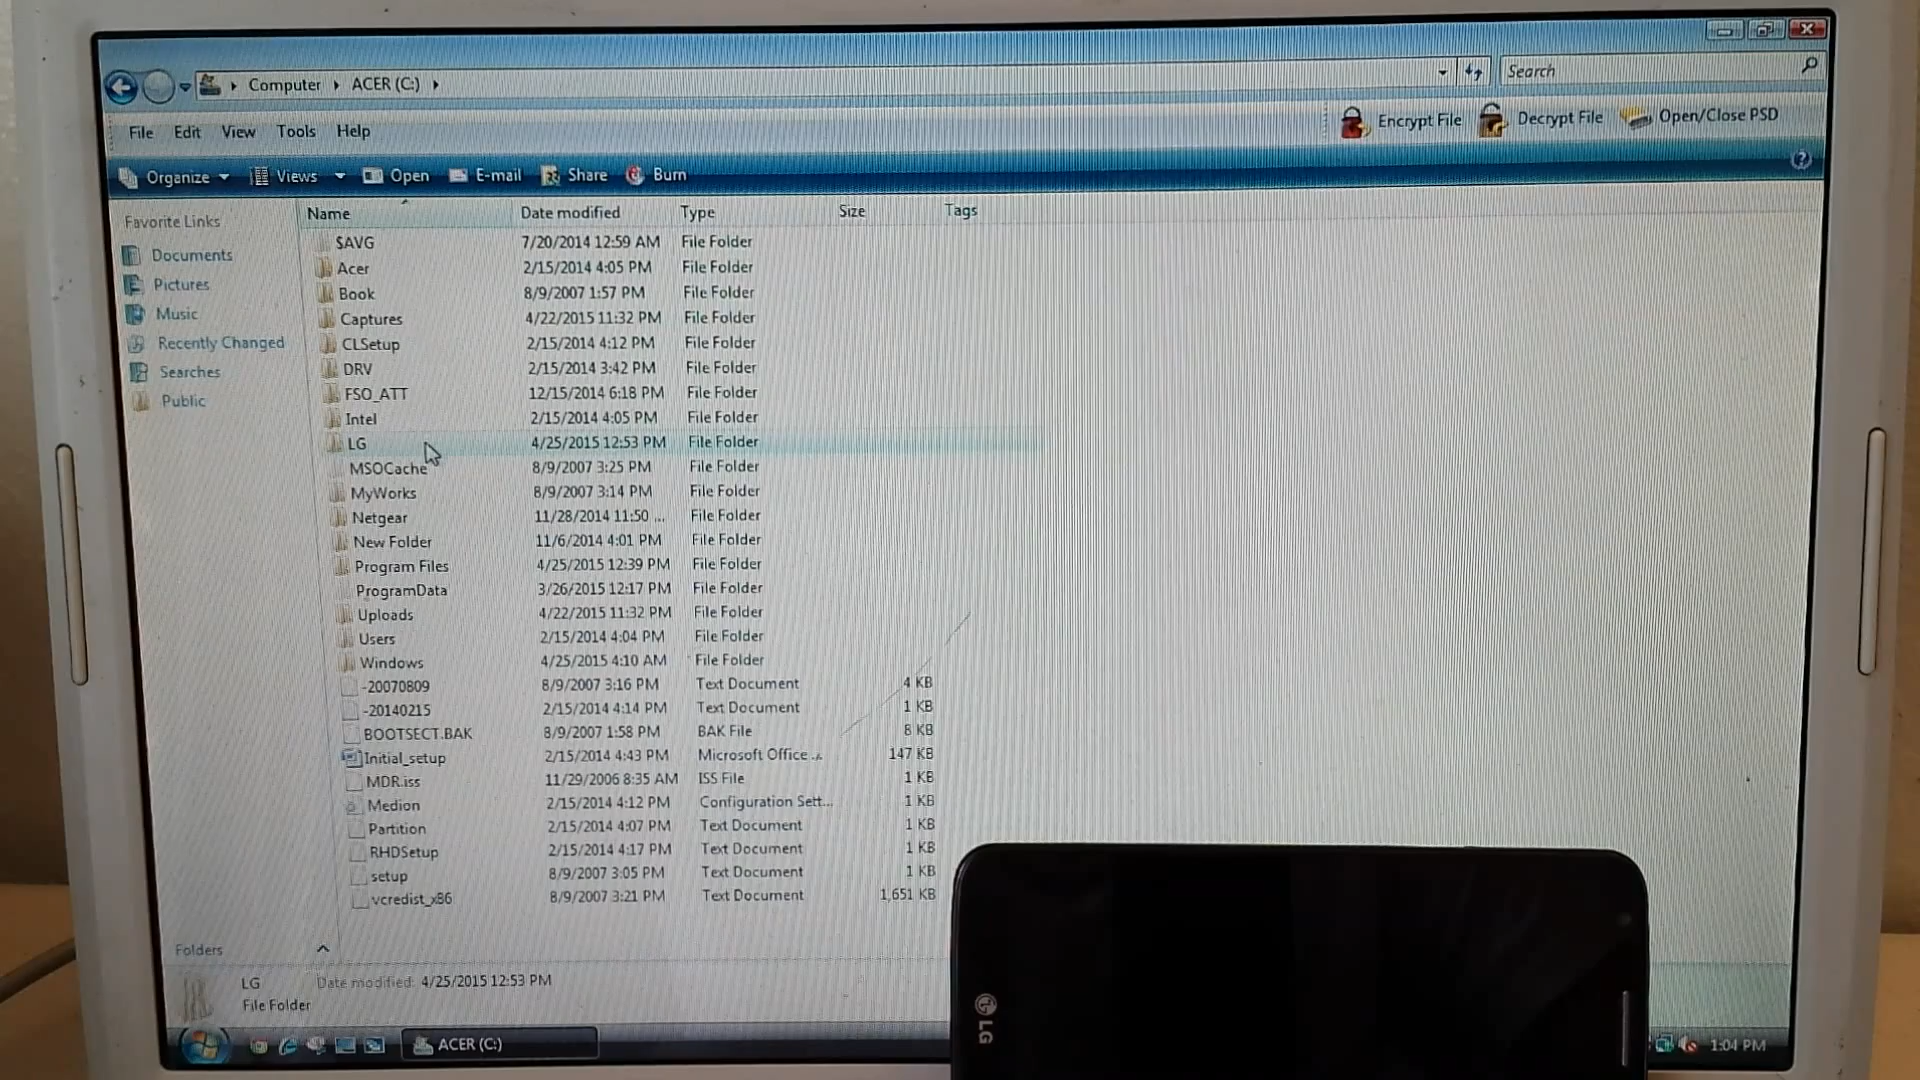 Computer ACER (C:)
Search
File Edit View Tools Help
Encrypt File Decrypt File Open/Close PSD
Organize Views Open E-mail Share Burn
Favorite Links
Documents
Pictures
Music
Recently Changed
Searches
Public
Name Date modified Type Size Tags
$AVG 7/20/2014 12:59 AM File Folder
Acer 2/15/2014 4:05 PM File Folder
Book 8/9/2007 1:57 PM File Folder
Captures 4/22/2015 11:32 PM File Folder
CLSetup 2/15/2014 4:12 PM File Folder
DRV 2/15/2014 3:42 PM File Folder
FSO_ATT 12/15/2014 6:18 PM File Folder
Intel 2/15/2014 4:05 PM File Folder
LG 4/25/2015 12:53 PM File Folder
MSOCache 8/9/2007 3:25 PM File Folder
MyWorks 8/9/2007 3:14 PM File Folder
Netgear 11/28/2014 11:50 ... File Folder
New Folder 11/6/2014 4:01 PM File Folder
Program Files 4/25/2015 12:39 PM File Folder
ProgramData 3/26/2015 12:17 PM File Folder
Uploads 4/22/2015 11:32 PM File Folder
Users 2/15/2014 4:04 PM File Folder
Windows 4/25/2015 4:10 AM File Folder
-20070809 8/9/2007 3:16 PM Text Document 4 KB
-20140215 2/15/2014 4:14 PM Text Document 1 KB
BOOTSECT.BAK 8/9/2007 1:58 PM BAK File 8 KB
Initial_setup 2/15/2014 4:43 PM Microsoft Office ... 147 KB
MDR.iss 11/29/2006 8:35 AM ISS File 1 KB
Medion 2/15/2014 4:12 PM Configuration Sett... 1 KB
Partition 2/15/2014 4:07 PM Text Document 1 KB
RHDSetup 2/15/2014 4:17 PM Text Document 1 KB
setup 8/9/2007 3:05 PM Text Document 1 KB
vcredist_x86 8/9/2007 3:21 PM Text Document 1,651 KB
Folders
LG Date modified: 4/25/2015 12:53 PM
File Folder
ACER (C:)
1:04 PM
LG